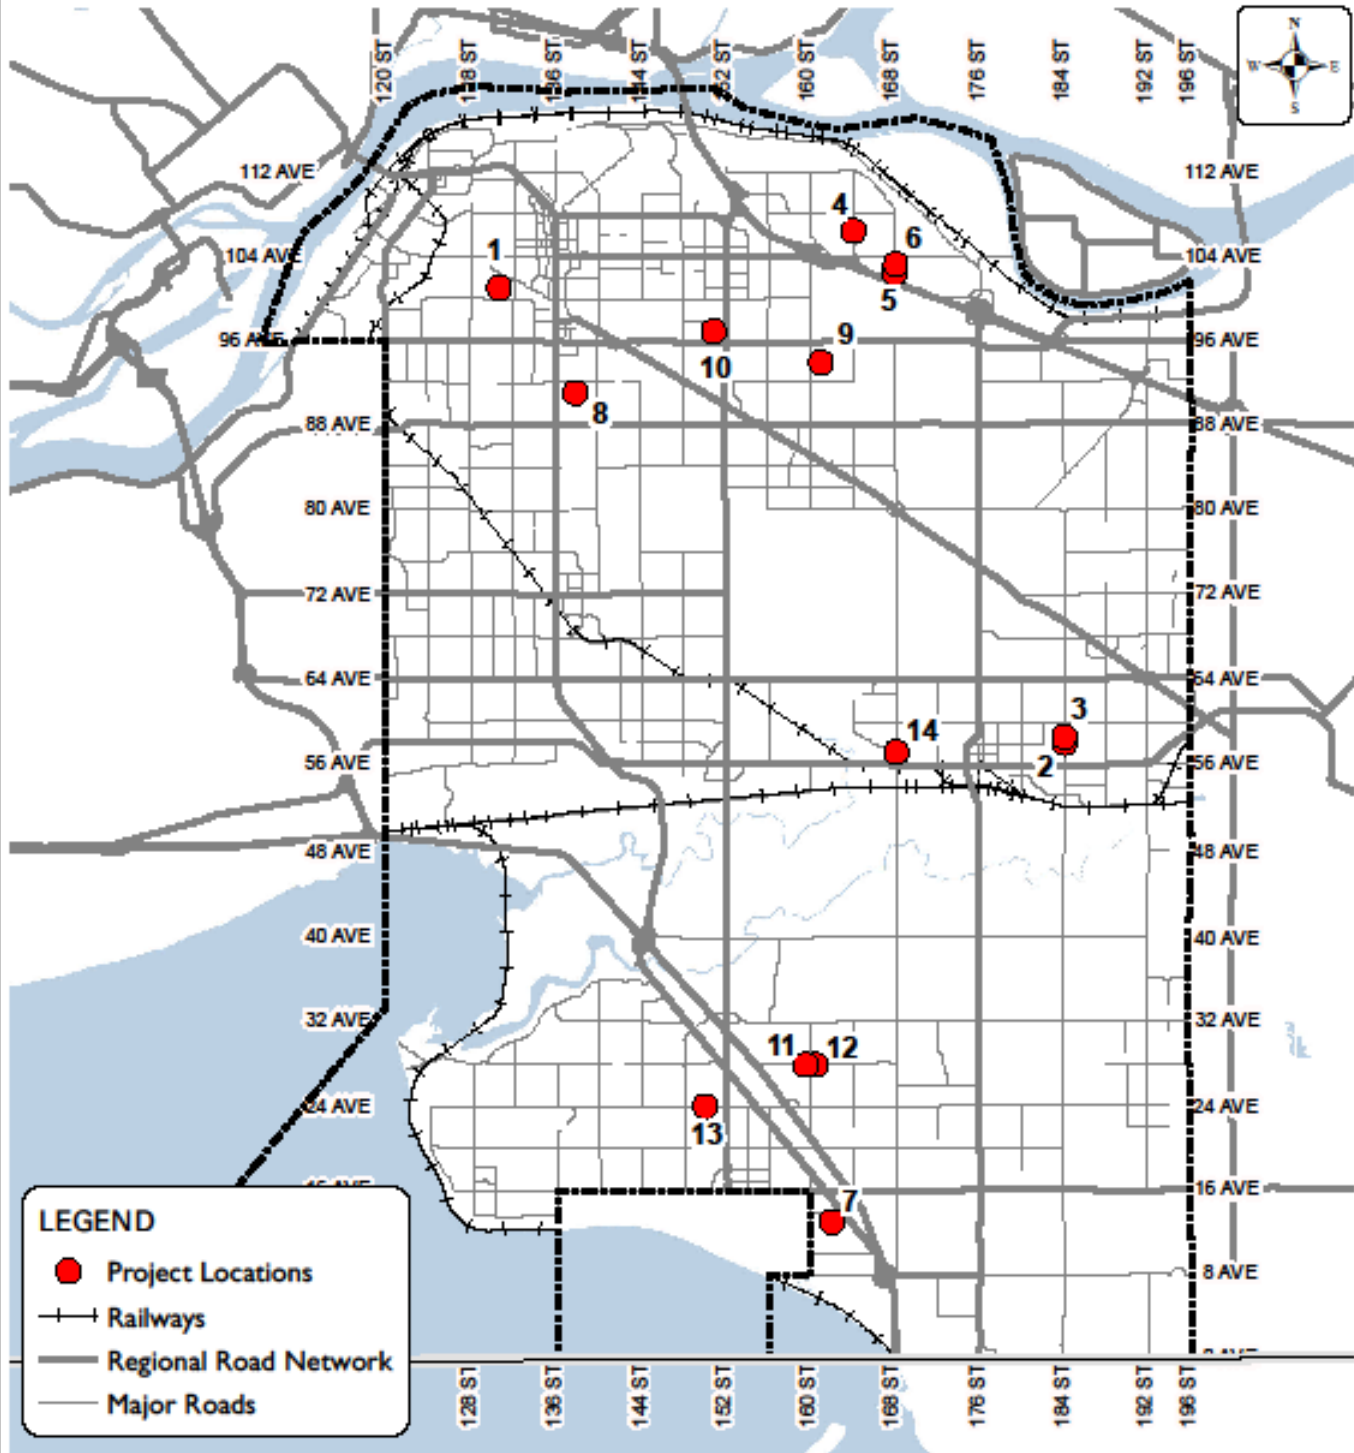 N
W E
S
120 ST
128 ST
136 ST
144 ST
152 ST
160 ST
168 ST
176 ST
184 ST
192 ST
196 ST
112 AVE
112 AVE
4
6
1
104 AVE
104 AVE
5
9
96 AVE
96 AVE
10
8
88 AVE
88 AVE
80 AVE
80 AVE
72 AVE
72 AVE
64 AVE
64 AVE
3
14
2
56 AVE
56 AVE
48 AVE
48 AVE
40 AVE
40 AVE
32 AVE
32 AVE
11
12
24 AVE
24 AVE
13
16 AVE
7
8 AVE
LEGEND
Project Locations
Railways
Regional Road Network
Major Roads
128 ST
136 ST
144 ST
152 ST
160 ST
168 ST
176 ST
184 ST
192 ST
196 ST